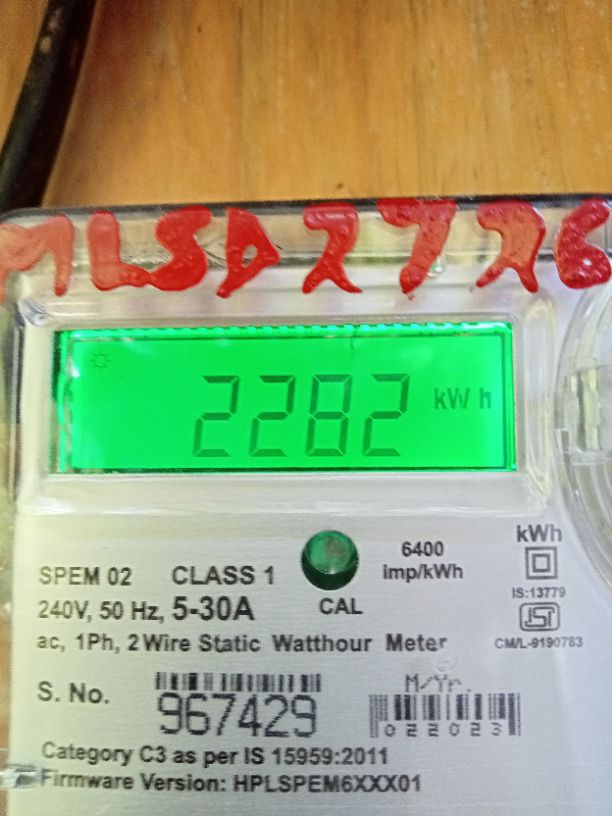 MLSD2726
2282 kWh
SPEM 02 CLASS 1 CAL 6400 imp/kWh kWh
IS:13779
240V, 50 Hz, 5-30A
CM/L-9190783
ac, 1Ph, 2 Wire Static Watthour Meter
S. No. 967429
M/Yr. 022023
Category C3 as per IS 15959:2011
Firmware Version: HPLSPEM6XXX01